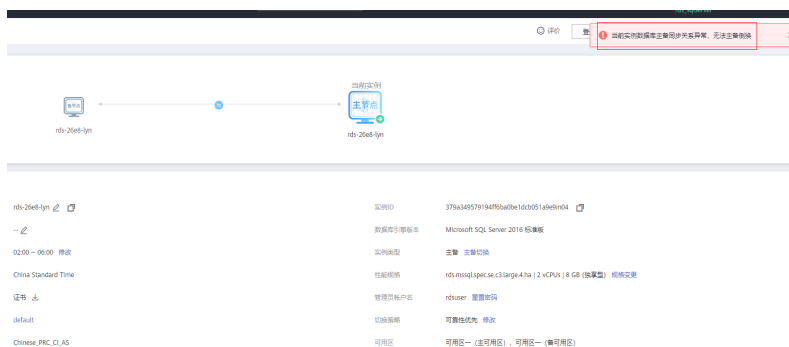 rds_sqlserver
评价
登
当前实例数据库主备同步关系异常，无法主备倒换
当前实例
备节点
主节点
rds-26e8-lyn
rds-26e8-lyn
rds-26e8-lyn
实例ID
379a349579194ff6ba0be1dcb051a9e9in04
--
数据库引擎版本
Microsoft SQL Server 2016 标准版
02:00 – 06:00 修改
实例类型
主备 主备切换
China Standard Time
性能规格
rds.mssql.spec.se.c3.large.4.ha | 2 vCPUs | 8 GB (独享型) 规格变更
证书
管理员帐户名
rdsuser 重置密码
default
切换策略
可靠性优先 修改
Chinese_PRC_CI_AS
可用区
可用区一（主可用区），可用区一（备可用区）